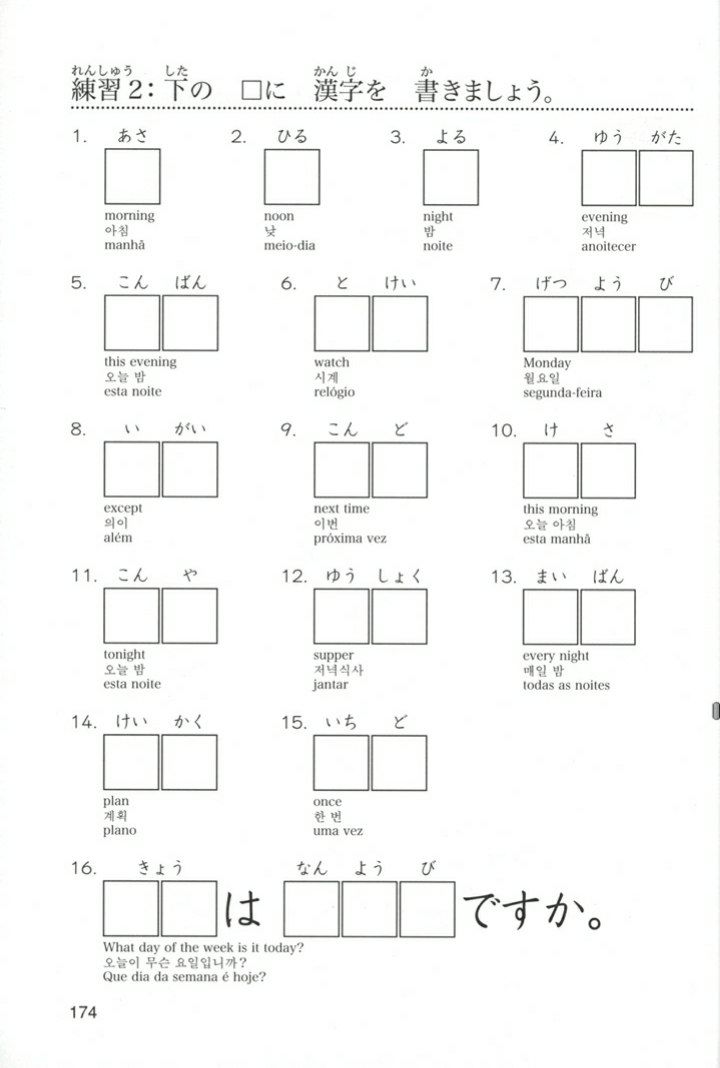 れんしゅう した かんじ か
練習2:下の □に 漢字を 書きましょう。
1. あさ 2. ひる 3. よる 4. ゆう がた
morning noon night evening
아침 낮 밤 저녁
manhã meio-dia noite anoitecer
5. こん ばん 6. と けい 7. げつ よう び
this evening watch Monday
오늘 밤 시계 월요일
esta noite relógio segunda-feira
8. い がい 9. こん ど 10. け さ
except next time this morning
의이 이번 오늘 아침
além próxima vez esta manhã
11. こん や 12. ゆう しょく 13. まい ばん
tonight supper every night
오늘 밤 저녁식사 매일 밤
esta noite jantar todas as noites
14. けい かく 15. いち ど
plan once
계획 한 번
plano uma vez
16. きょう なん よう び
は ですか。
What day of the week is it today?
오늘이 무슨 요일입니까?
Que dia da semana é hoje?
174